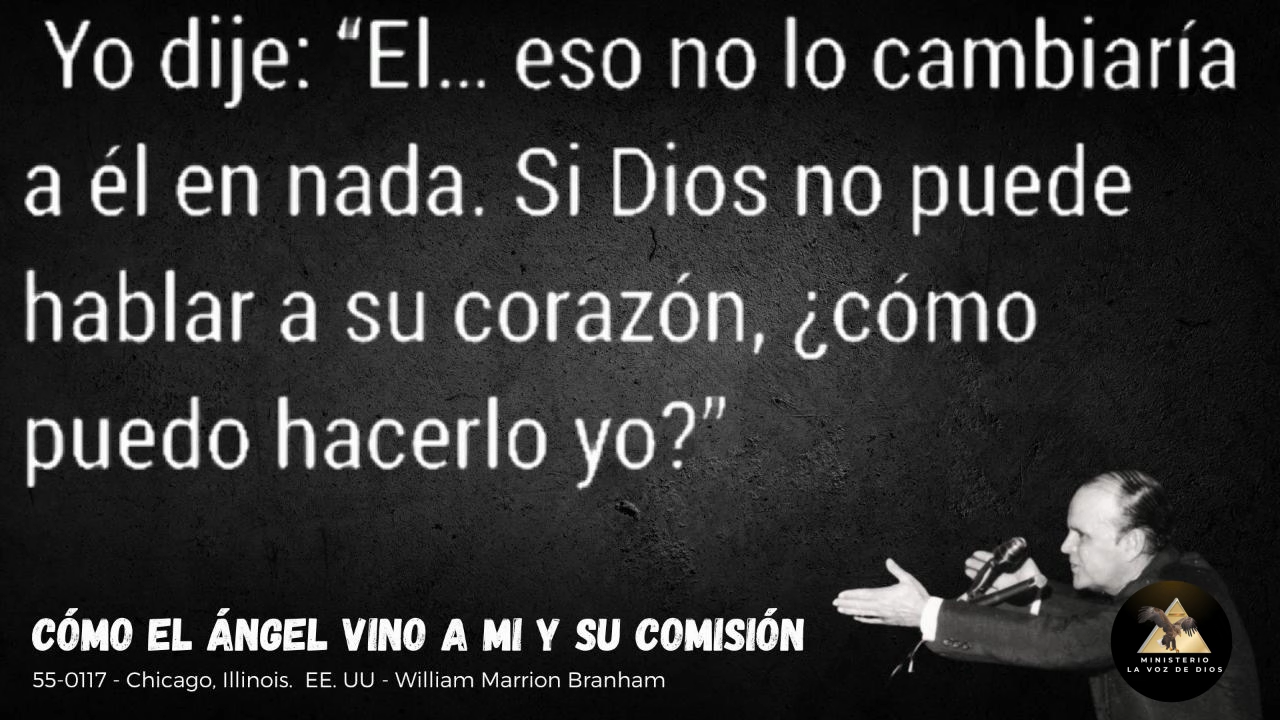 Yo dije: “El... eso no lo cambiaría
a él en nada. Si Dios no puede
hablar a su corazón, ¿cómo
puedo hacerlo yo?”
CÓMO EL ÁNGEL VINO A MI Y SU COMISIÓN
55-0117 - Chicago, Illinois. EE. UU - William Marrion Branham
MINISTERIO
LA VOZ DE DIOS